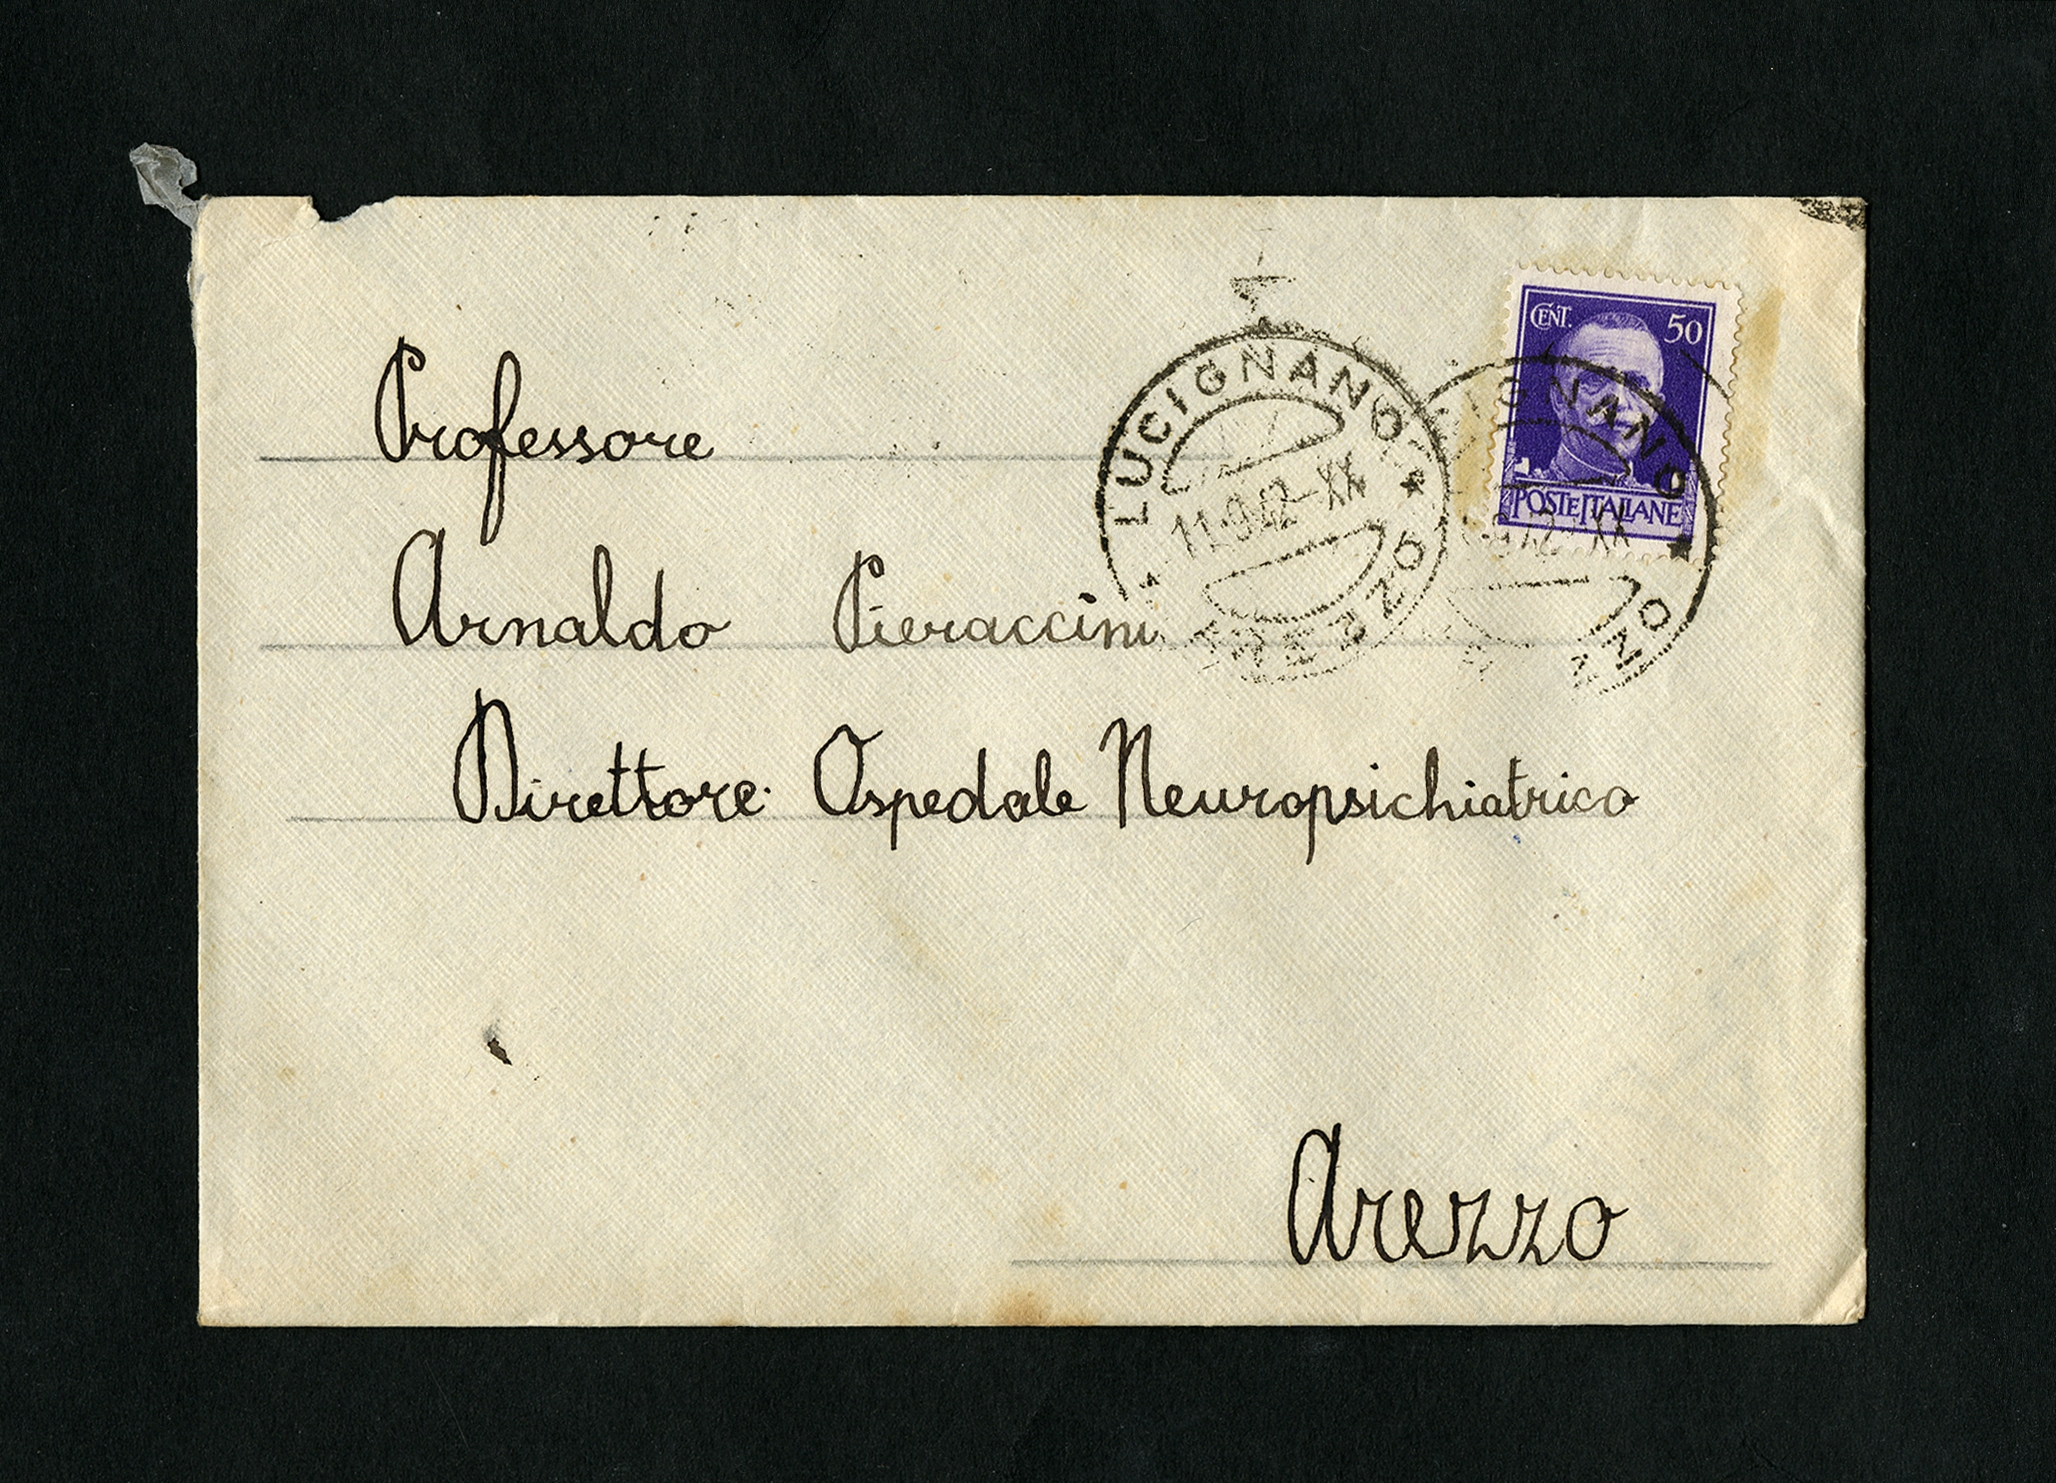 CENT. 50
POSTE ITALIANE
LUCIGNANO
11.9.42-XX
AREZZO
Professore
Arnaldo Pieraccini
Direttore Ospedale Neuropsichiatrico
Arezzo